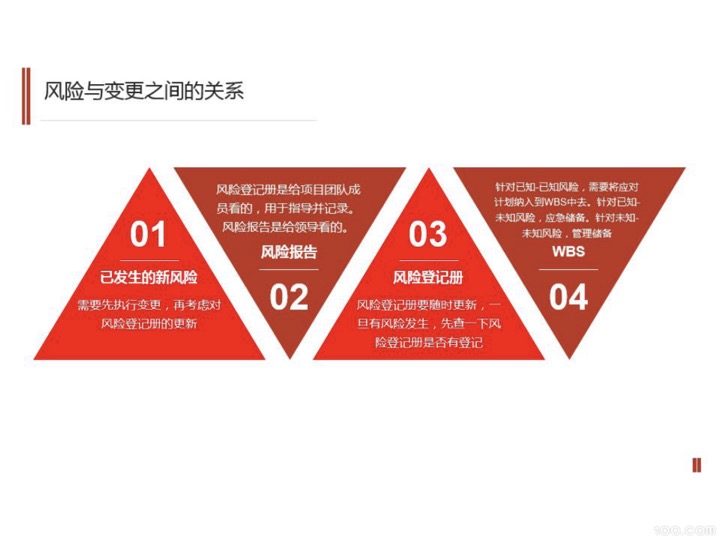 风险与变更之间的关系
01
已发生的新风险
需要先执行变更，再考虑对
风险登记册的更新
风险登记册是给项目团队成
员看的，用于指导并记录。
风险报告是给领导看的。
风险报告
02
03
风险登记册
风险登记册要随时更新，一
旦有风险发生，先查一下风
险登记册是否有登记
针对已知-已知风险，需要将应对
计划纳入到WBS中去。针对已知-
未知风险，应急储备。针对未知-
未知风险，管理储备
WBS
04
1oo.com